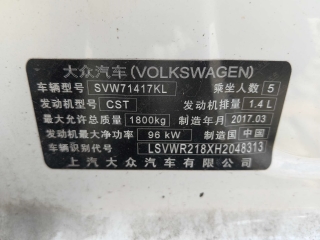 大众汽车(VOLKSWAGEN)
车辆型号 SVW71417KL 乘坐人数 5
发动机型号 CST 发动机排量 1.4 L
最大允许总质量 1800kg 制造年月 2017.03
发动机最大净功率 96 kW 制造国 中国
车辆识别代号 LSVWR218XH2048313
上汽大众汽车有限公司